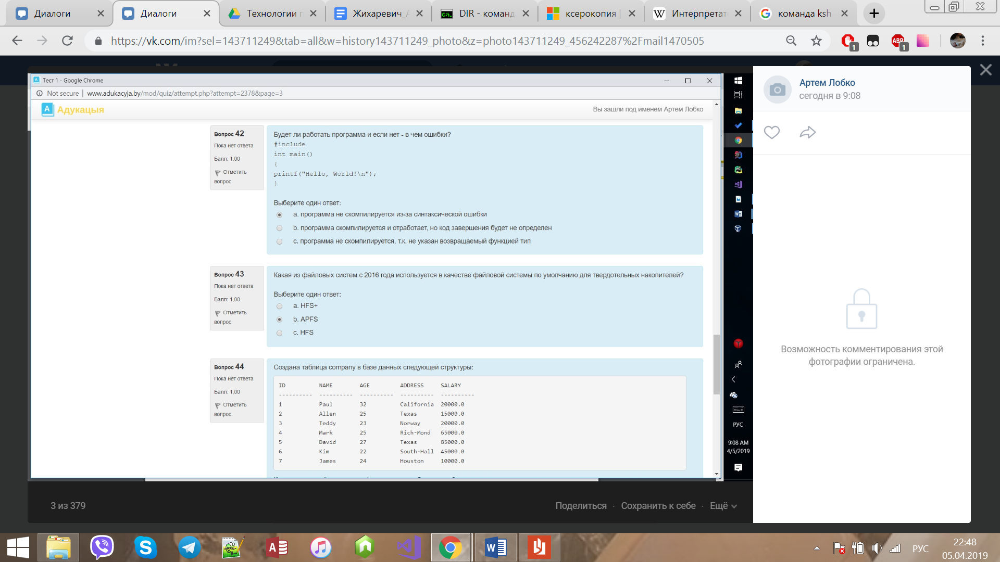 Диалоги
Диалоги
Технологии п
Жихаревич_А
DIR - команд
ксерокопия |
Интерпретат
команда ksh
https://vk.com/im?sel=143711249&tab=all&w=history143711249_photo&z=photo143711249_456242287%2Fmail1470505
1
ABP
1
Тест 1 - Google Chrome
Not secure | www.adukacyja.by/mod/quiz/attempt.php?attempt=2378&page=3
A Адукацыя
Вы зашли под именем Артем Лобко
Вопрос 42
Пока нет ответа
Балл: 1,00
Отметить
вопрос
Будет ли работать программа и если нет - в чем ошибки?
#include
int main()
{
printf("Hello, World!\n");
}
Выберите один ответ:
a. программа не скомпилируется из-за синтаксической ошибки
b. программа скомпилируется и отработает, но код завершения будет не определен
c. программа не скомпилируется, т.к. не указан возвращаемый функцией тип
Вопрос 43
Пока нет ответа
Балл: 1,00
Отметить
вопрос
Какая из файловых систем с 2016 года используется в качестве файловой системы по умолчанию для твердотельных накопителей?
Выберите один ответ:
a. HFS+
b. APFS
c. HFS
Вопрос 44
Пока нет ответа
Балл: 1,00
Отметить
вопрос
Создана таблица company в базе данных следующей структуры:
ID NAME AGE ADDRESS SALARY
---------- ---------- ---------- ---------- ----------
1 Paul 32 California 20000.0
2 Allen 25 Texas 15000.0
3 Teddy 23 Norway 20000.0
4 Mark 25 Rich-Mond 65000.0
5 David 27 Texas 85000.0
6 Kim 22 South-Hall 45000.0
7 James 24 Houston 10000.0
РУС
9:08 AM
4/5/2019
Артем Лобко
сегодня в 9:08
Возможность комментирования этой
фотографии ограничена.
3 из 379
Поделиться · Сохранить к себе · Ещё
РУС
22:48
05.04.2019